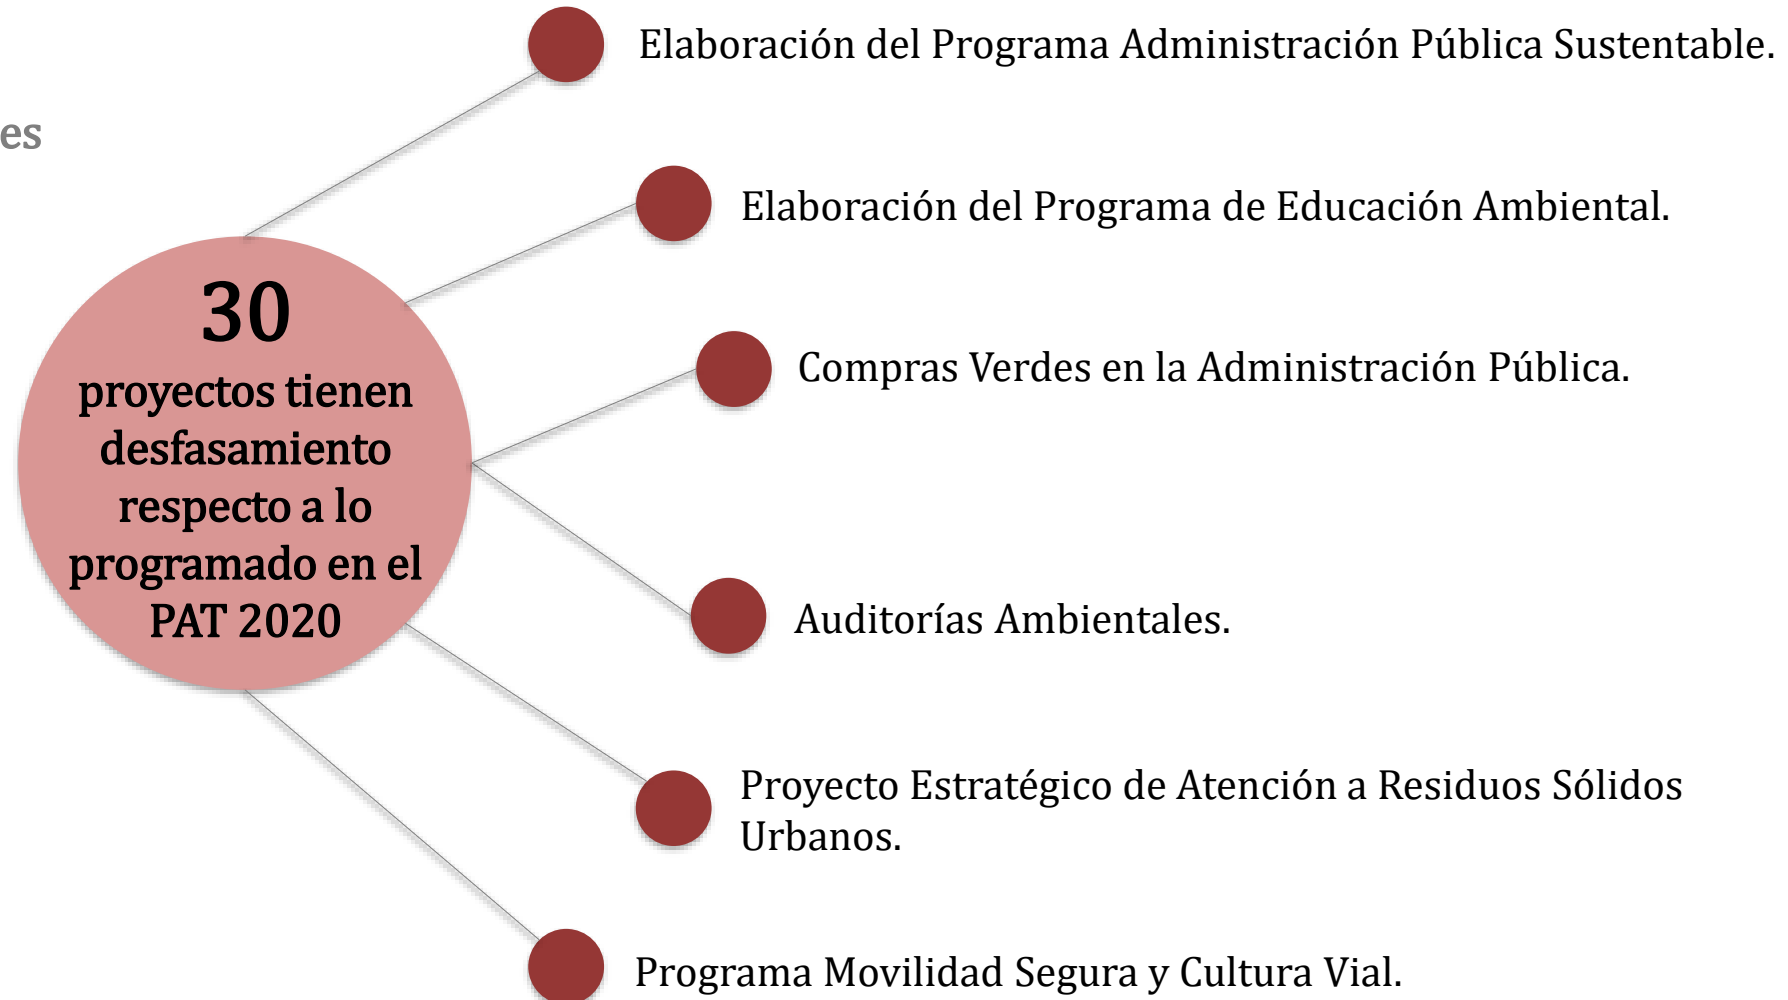 Elaboración del Programa Administración Pública Sustentable.
es
Elaboración del Programa de Educación Ambiental.
30
proyectos tienen
desfasamiento
respecto a lo
programado en el
PAT 2020
Compras Verdes en la Administración Pública.
Auditorías Ambientales.
Proyecto Estratégico de Atención a Residuos Sólidos
Urbanos.
Programa Movilidad Segura y Cultura Vial.